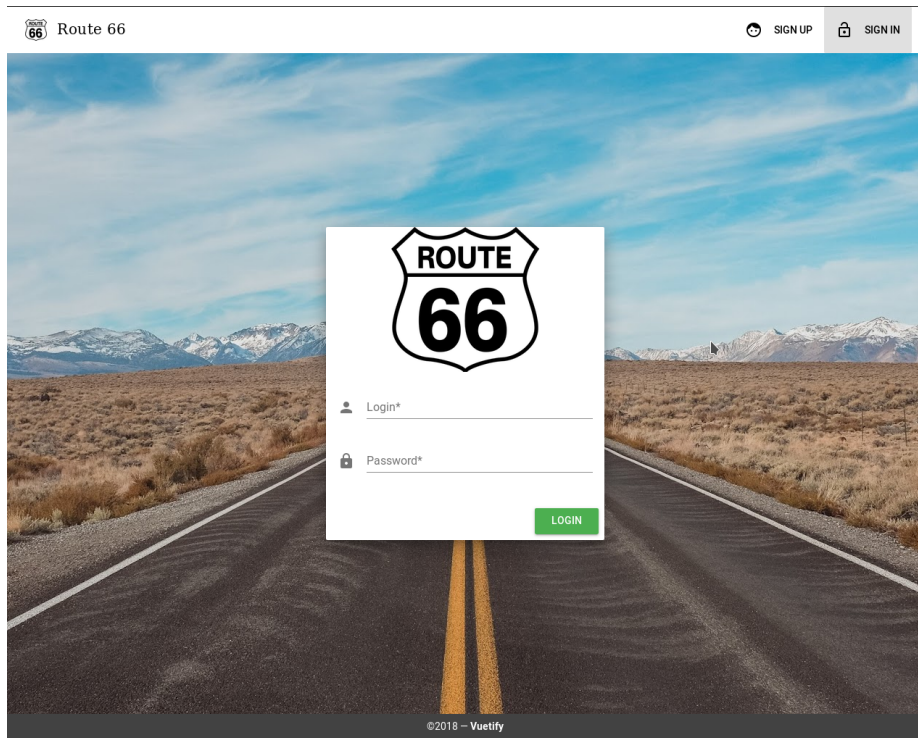 ROUTE
66
Route 66
SIGN UP
SIGN IN
ROUTE
66
Login*
Password*
LOGIN
©2018 — Vuetify